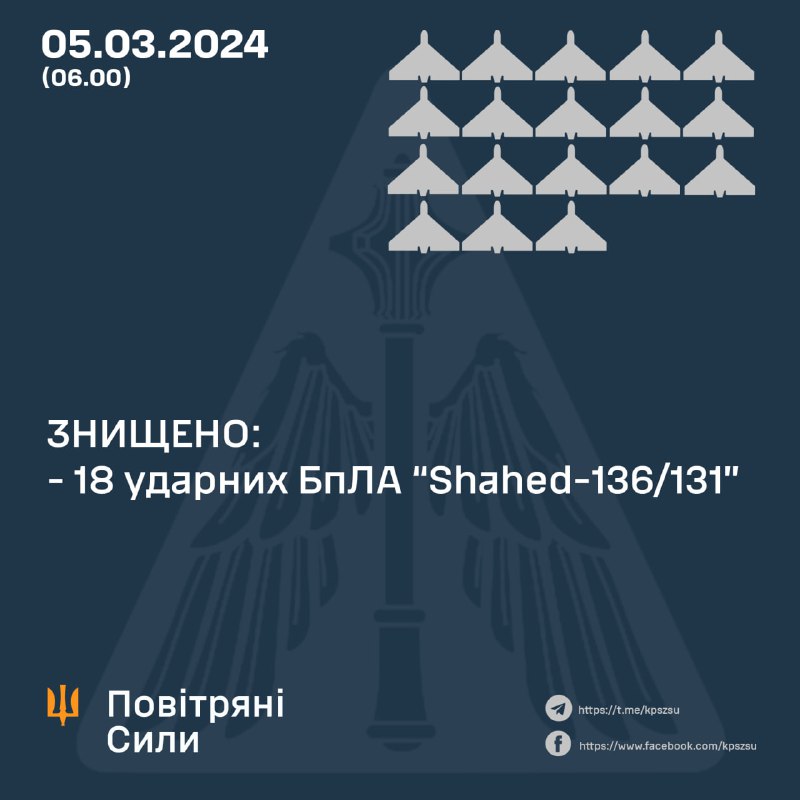 05.03.2024
(06.00)
ЗНИЩЕНО:
- 18 ударних БпЛА “Shahed-136/131”
Повітряні
Сили
https://t.me/kpszsu
https://www.facebook.com/kpszsu